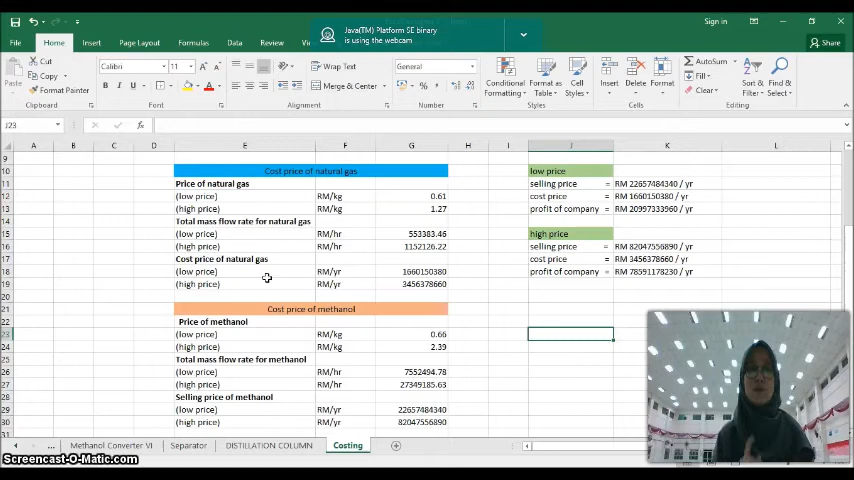 Java(TM) Platform SE binary
is using the webcam
Sign in
File Home Insert Formulas Data Review
Share
Cut
Copy
Format Painter
Paste
Clipboard
Calibri 11
B I U
Font
Wrap Text
Merge & Center
Alignment
General
Number
Conditional Formatting
Format as Table
Cell Styles
Styles
Insert Delete Format
Cells
AutoSum
Fill
Clear
Sort & Filter
Find & Select
Editing
J23
fx
A B C D E F G H I J K L
9
10 Cost price of natural gas low price
11 Price of natural gas selling price = RM 22657484340 / yr
12 (low price) RM/kg 0.61 cost price = RM 1660150380 / yr
13 (high price) RM/kg 1.27 profit of company = RM 20997333960 / yr
14 Total mass flow rate for natural gas
15 (low price) RM/hr 553383.46 high price
16 (high price) RM/hr 1152126.22 selling price = RM 82047556890 / yr
17 Cost price of natural gas cost price = RM 3456378660 / yr
18 (low price) RM/yr 1660150380 profit of company = RM 78591178230 / yr
19 (high price) RM/yr 3456378660
20
21 Cost price of methanol
22 Price of methanol
23 (low price) RM/kg 0.66
24 (high price) RM/kg 2.39
25 Total mass flow rate for methanol
26 (low price) RM/hr 7552494.78
27 (high price) RM/hr 27349185.63
28 Selling price of methanol
29 (low price) RM/yr 22657484340
30 (high price) RM/yr 82047556890
31
... Methanol Converter VI Separator DISTILLATION COLUMN Costing
Screencast-O-Matic.com